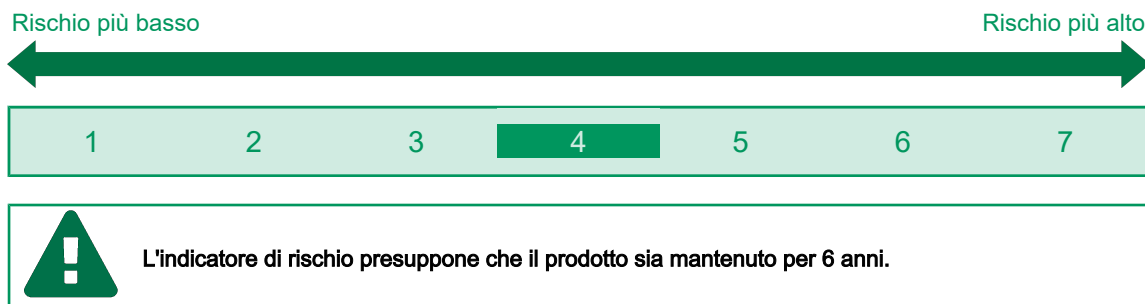 Rischio più basso Rischio più alto
1 2 3 4 5 6 7
L'indicatore di rischio presuppone che il prodotto sia mantenuto per 6 anni.